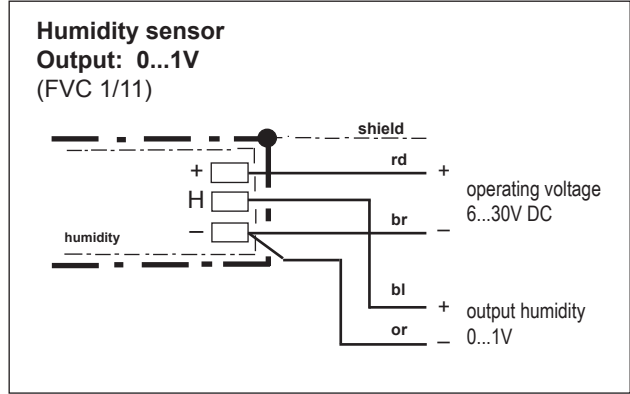 Humidity sensor
Output: 0...1V
(FVC 1/11)
shield
rd
+
+
operating voltage
6...30V DC
H
br
–
–
humidity
bl
+
output humidity
0...1V
or
–